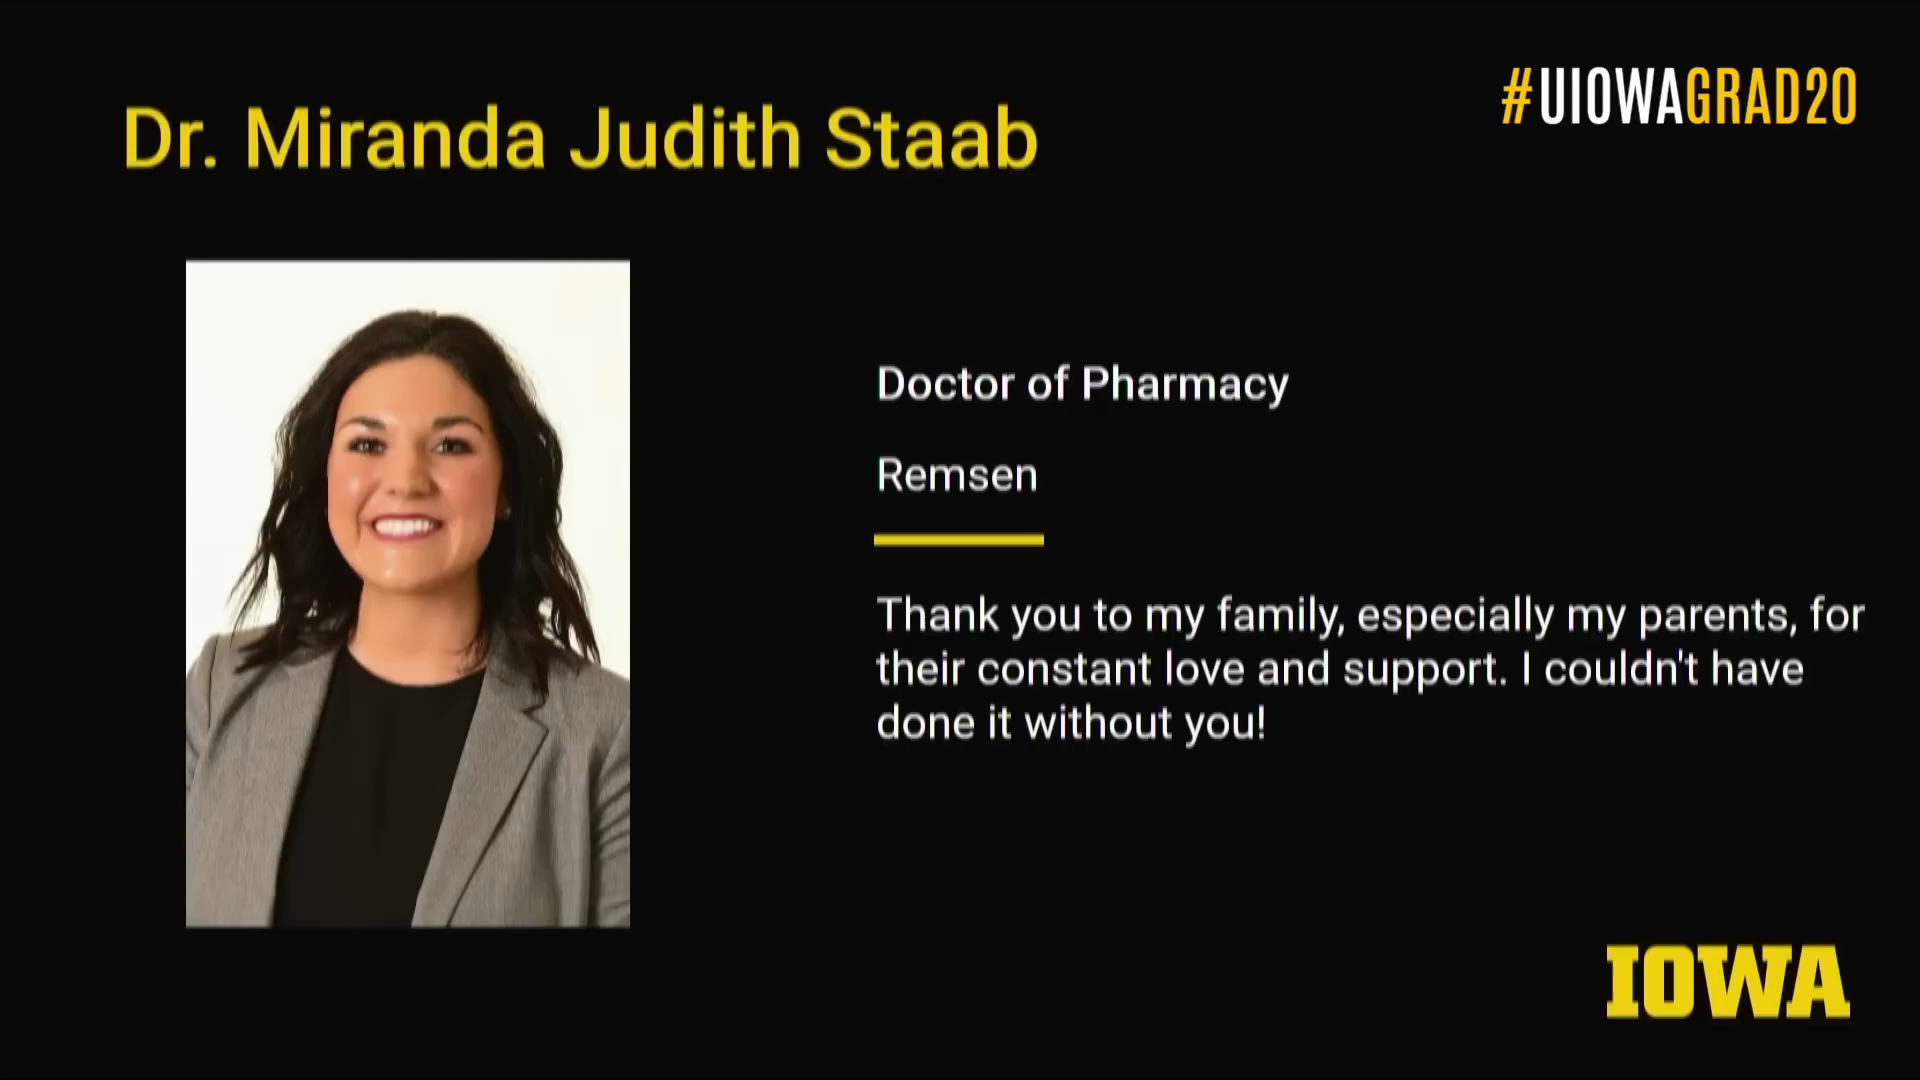 #UIOWAGRAD20
Dr. Miranda Judith Staab
Doctor of Pharmacy
Remsen
Thank you to my family, especially my parents, for
their constant love and support. I couldn't have
done it without you!
IOWA